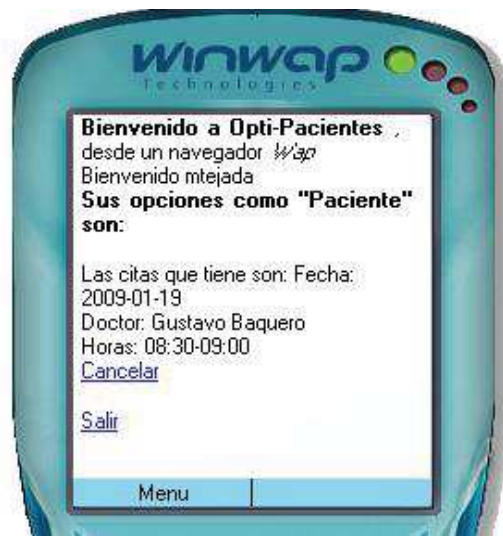 Winwap
Technologies
Bienvenido a Opti-Pacientes ,
desde un navegador Wap
Bienvenido mtejada
Sus opciones como "Paciente"
son:
Las citas que tiene son: Fecha:
2009-01-19
Doctor: Gustavo Baquero
Horas: 08:30-09:00
Cancelar
Salir
Menu